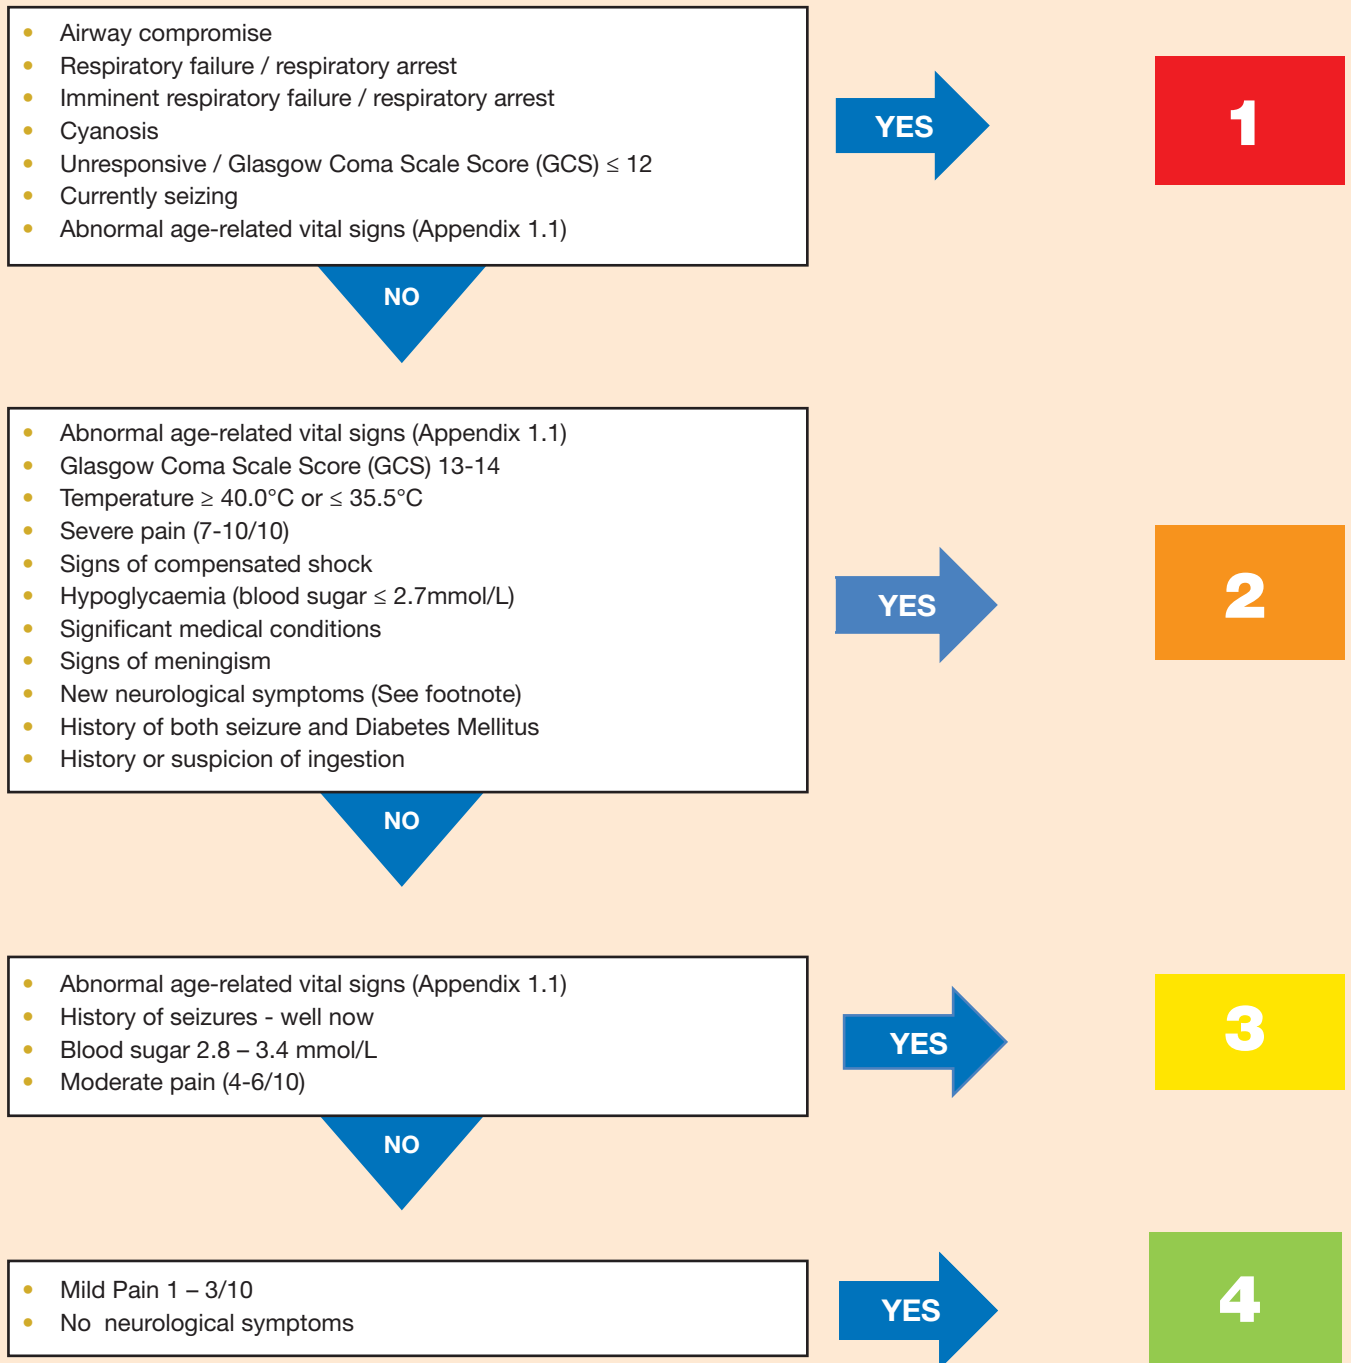 • Airway compromise
• Respiratory failure / respiratory arrest
• Imminent respiratory failure / respiratory arrest
• Cyanosis
• Unresponsive / Glasgow Coma Scale Score (GCS) ≤ 12
• Currently seizing
• Abnormal age-related vital signs (Appendix 1.1)
YES
1
NO
• Abnormal age-related vital signs (Appendix 1.1)
• Glasgow Coma Scale Score (GCS) 13-14
• Temperature ≥ 40.0°C or ≤ 35.5°C
• Severe pain (7-10/10)
• Signs of compensated shock
• Hypoglycaemia (blood sugar ≤ 2.7mmol/L)
• Significant medical conditions
• Signs of meningism
• New neurological symptoms (See footnote)
• History of both seizure and Diabetes Mellitus
• History or suspicion of ingestion
YES
2
NO
• Abnormal age-related vital signs (Appendix 1.1)
• History of seizures - well now
• Blood sugar 2.8 – 3.4 mmol/L
• Moderate pain (4-6/10)
YES
3
NO
• Mild Pain 1 – 3/10
• No neurological symptoms
YES
4